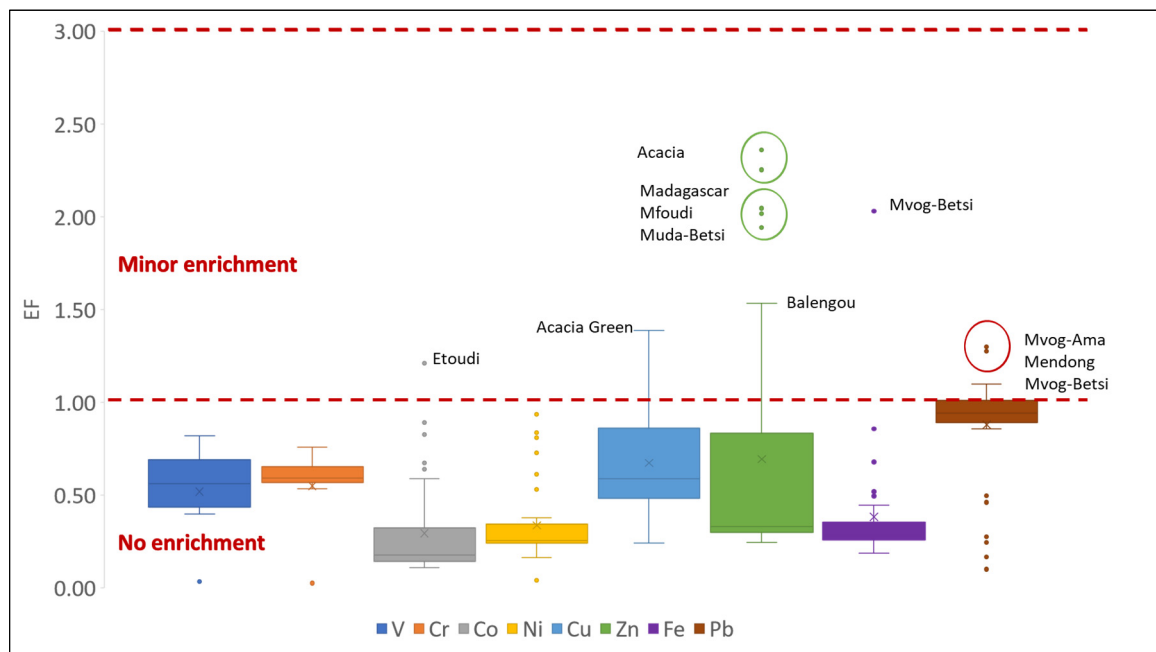 3.00
2.50
Acacia
Madagascar
Mfoudi
Muda-Betsi
Mvog-Betsi
2.00
Minor enrichment
EF
1.50
Balengou
Acacia Green
Etoudi
Mvog-Ama
Mendong
Mvog-Betsi
1.00
0.50
No enrichment
0.00
V Cr Co Ni Cu Zn Fe Pb